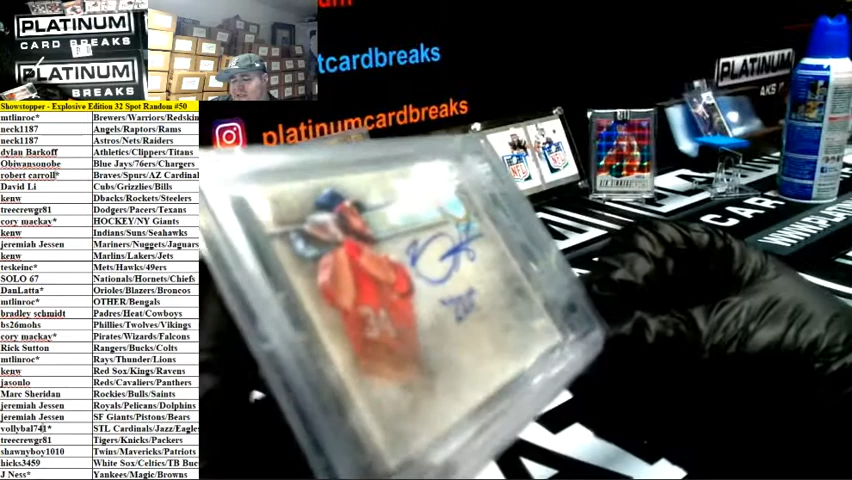 PLATINUM
CARD BREAKS
PLATINUM
BREAKS
tcardbreaks
platinumcardbreaks
PLATINUM
AKS
NFL
NFL
Showstopper - Explosive Edition 32 Spot Random #50
mtlinroc* Brewers/Warriors/Redskin
neck1187 Angels/Raptors/Rams
neck1187 Astros/Nets/Raiders
dylan Barkoff Athletics/Clippers/Titans
Obiwansonobe Blue Jays/76ers/Chargers
robert carroll* Braves/Spurs/AZ Cardinal
David Li Cubs/Grizzlies/Bills
kenw Dbacks/Rockets/Steelers
treecrewgr81 Dodgers/Pacers/Texans
cory mackay* HOCKEY/NY Giants
kenw Indians/Suns/Seahawks
jeremiah Jessen Mariners/Nuggets/Jaguars
kenw Marlins/Lakers/Jets
teskeinc* Mets/Hawks/49ers
SOLO 67 Nationals/Hornets/Chiefs
DanLatta* Orioles/Blazers/Broncos
mtlinroc* OTHER/Bengals
bradley schmidt Padres/Heat/Cowboys
bs26mohs Phillies/Twolves/Vikings
cory mackay* Pirates/Wizards/Falcons
Rick Sutton Rangers/Bucks/Colts
mtlinroc* Rays/Thunder/Lions
kenw Red Sox/Kings/Ravens
jasonlo Reds/Cavaliers/Panthers
Marc Sheridan Rockies/Bulls/Saints
jeremiah Jessen Royals/Pelicans/Dolphins
jeremiah Jessen SF Giants/Pistons/Bears
vollybal741* STL Cardinals/Jazz/Eagle
treecrewgr81 Tigers/Knicks/Packers
shawnyboy1010 Twins/Mavericks/Patriots
hicks3459 White Sox/Celtics/TB Buc
J Ness* Yankees/Magic/Browns
34